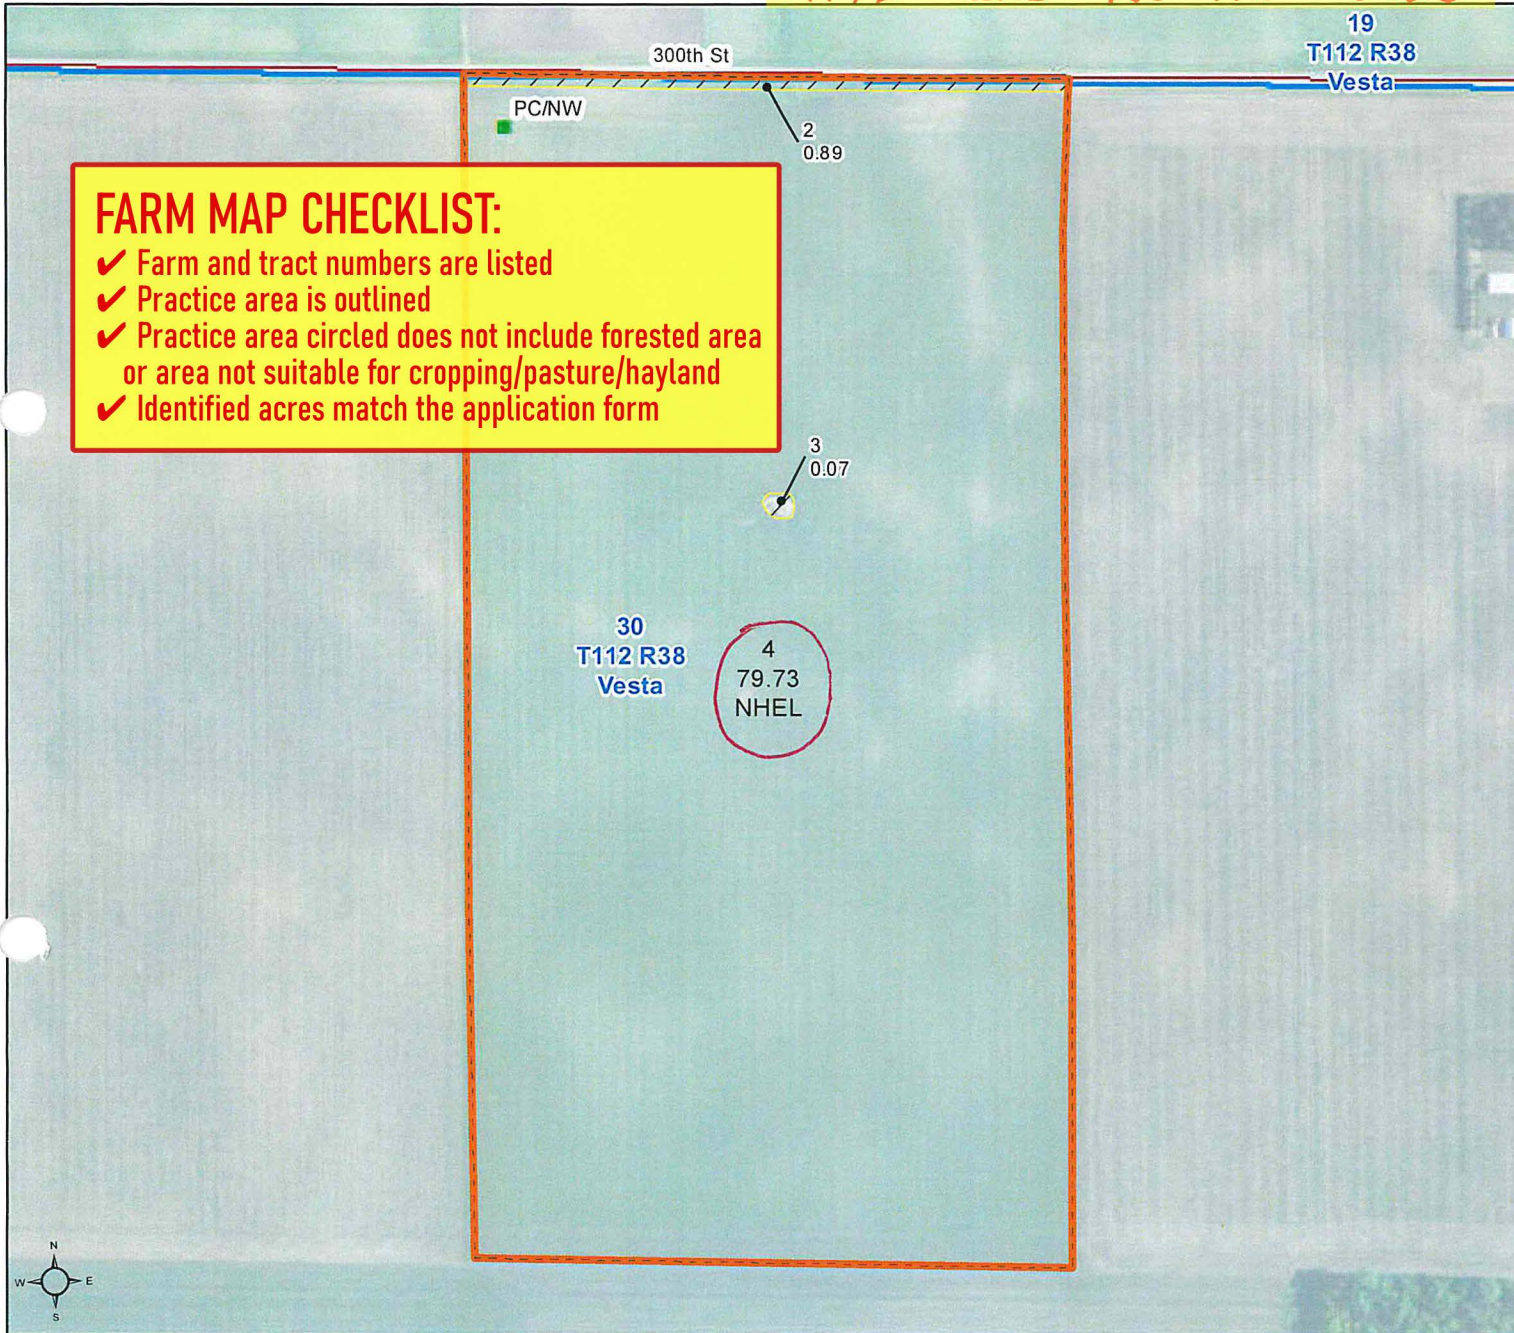 19
T112 R38
Vesta
300th St
PC/NW
2
0.89
FARM MAP CHECKLIST:
✔ Farm and tract numbers are listed
✔ Practice area is outlined
✔ Practice area circled does not include forested area
or area not suitable for cropping/pasture/hayland
✔ Identified acres match the application form
3
0.07
30
T112 R38
Vesta
4
79.73
NHEL
N
W E
S